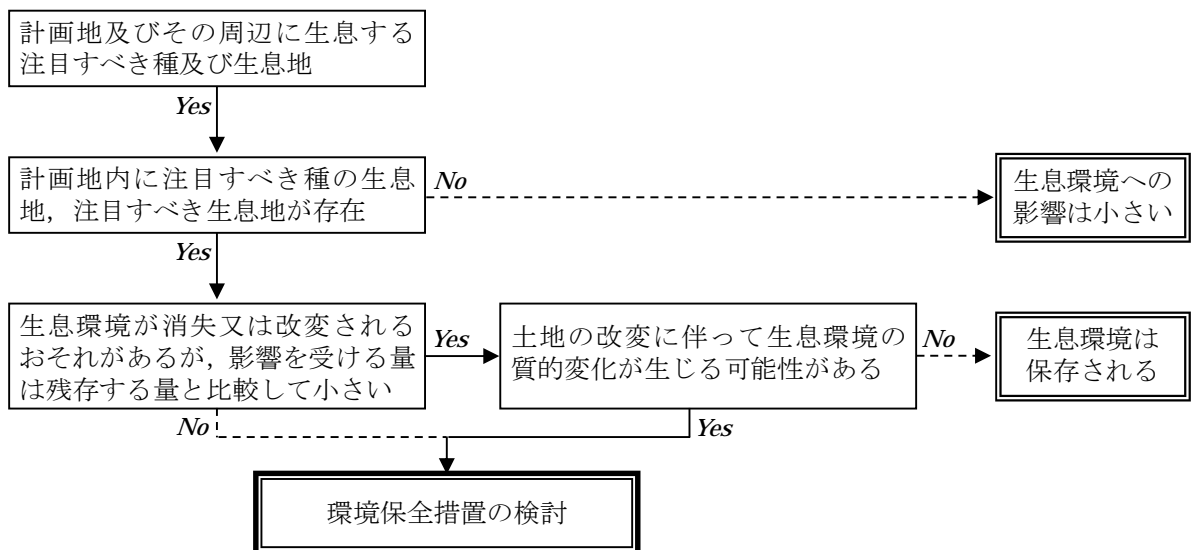 計画地及びその周辺に生息する
注目すべき種及び生息地
Yes
計画地内に注目すべき種の生息
地，注目すべき生息地が存在
No
生息環境への
影響は小さい
Yes
生息環境が消失又は改変される
おそれがあるが，影響を受ける量
は残存する量と比較して小さい
Yes
土地の改変に伴って生息環境の
質的変化が生じる可能性がある
No
生息環境は
保存される
No
Yes
環境保全措置の検討